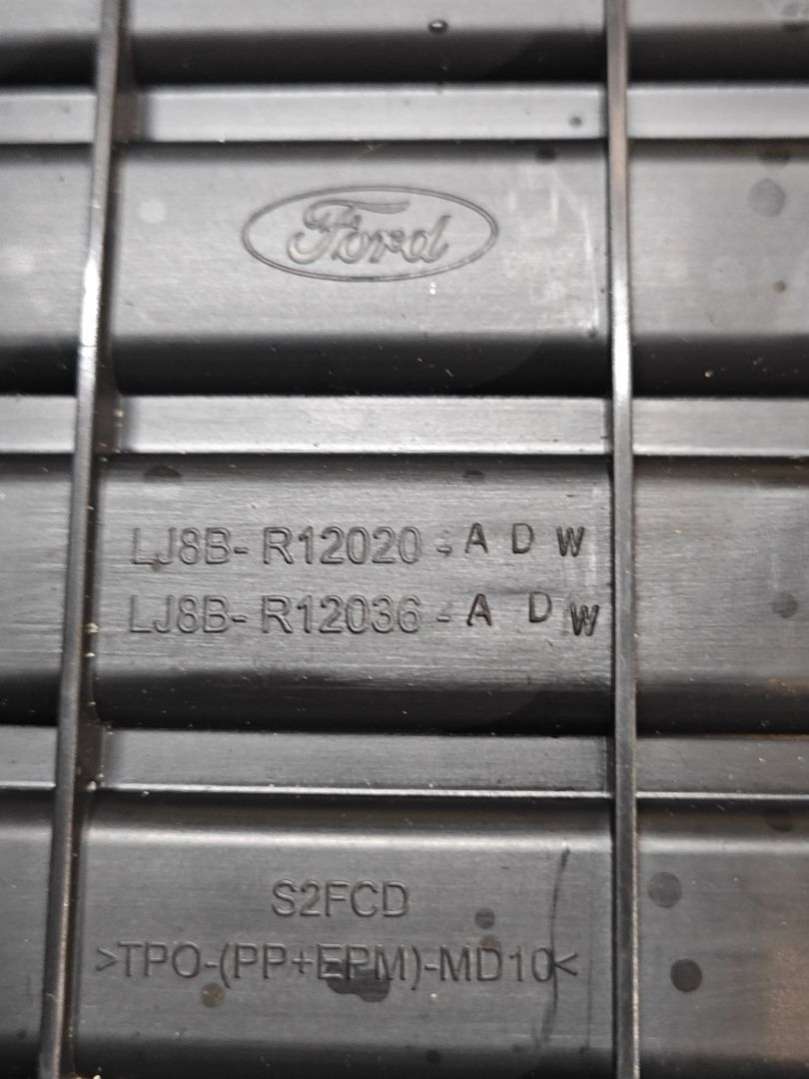 Ford
LJ8B- R12020 - A D W
LJ8B- R12036 - A D W
S2FCD
>TPO-(PP+EPM)-MD10<